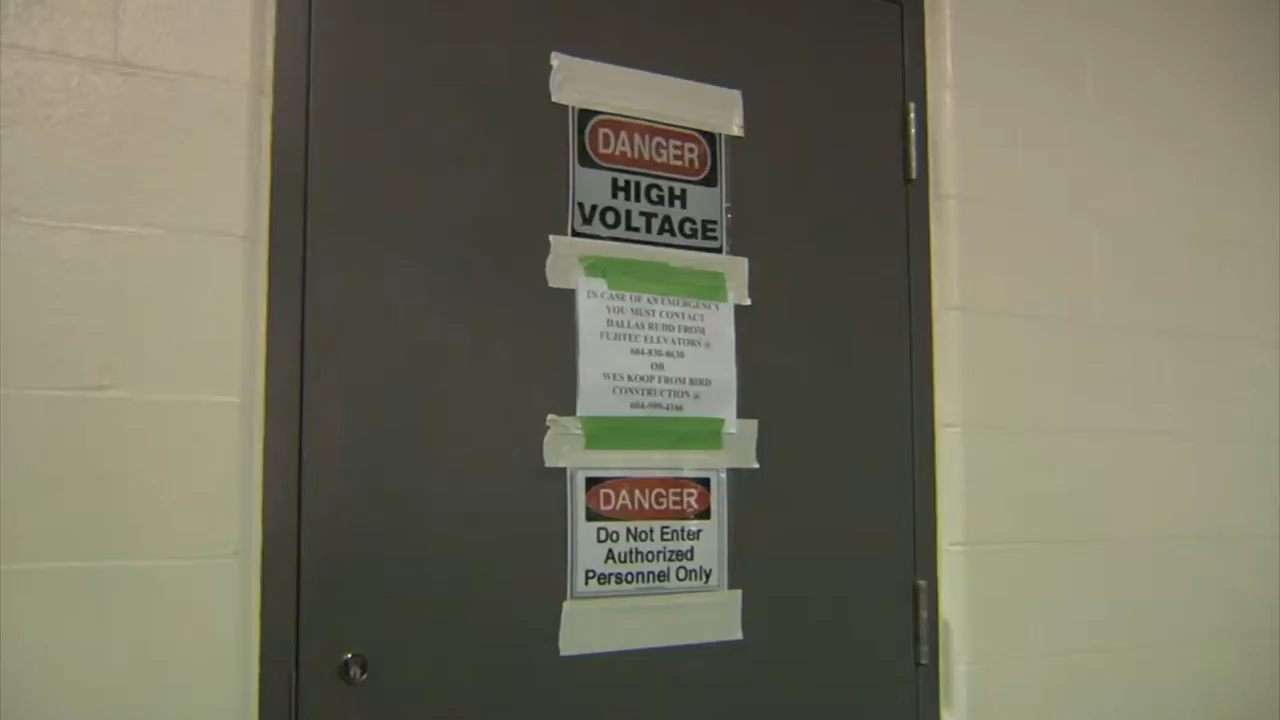 DANGER
HIGH
VOLTAGE
IN CASE OF AN EMERGENCY
YOU MUST CONTACT
DALLAS RUDD FROM
FUJITEC ELEVATORS @
OR
WES KOOP FROM BIRD
CONSTRUCTION @
DANGER
Do Not Enter
Authorized
Personnel Only